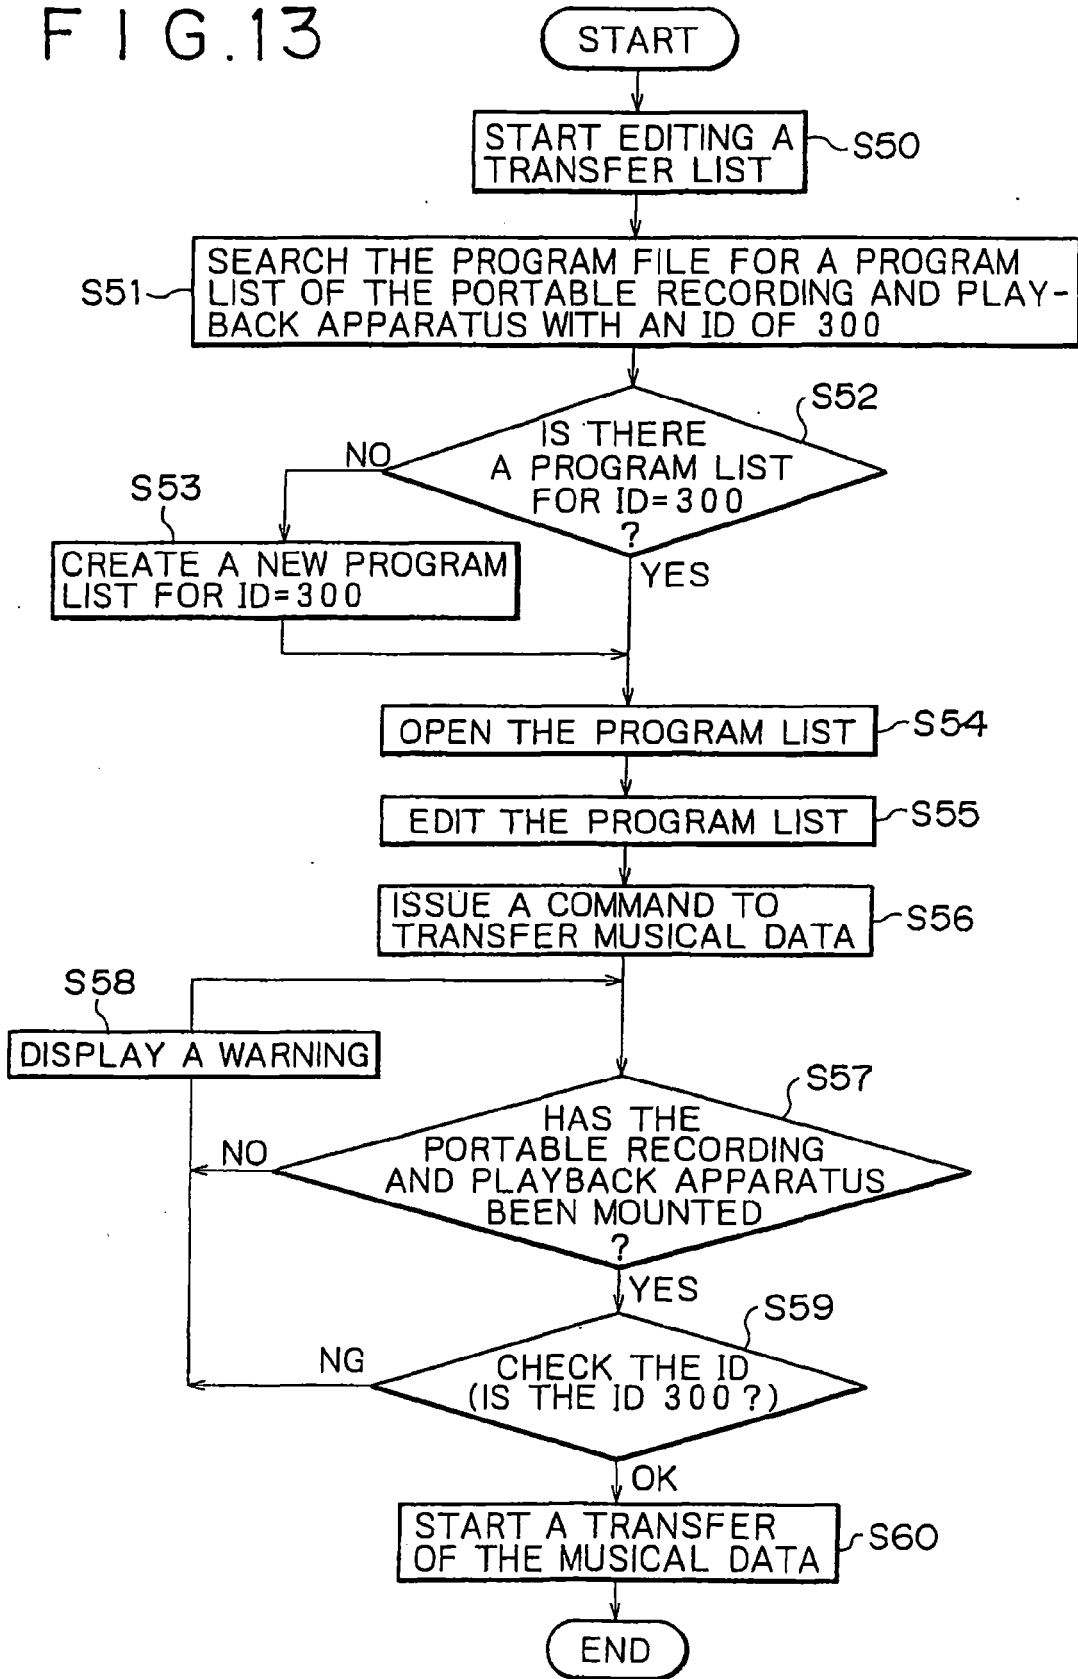 FIG.13
START
START EDITING A
TRANSFER LIST
S50
SEARCH THE PROGRAM FILE FOR A PROGRAM
LIST OF THE PORTABLE RECORDING AND PLAY-
BACK APPARATUS WITH AN ID OF 300
S51
S52
IS THERE
A PROGRAM LIST
FOR ID=300
?
NO
YES
S53
CREATE A NEW PROGRAM
LIST FOR ID=300
OPEN THE PROGRAM LIST
S54
EDIT THE PROGRAM LIST
S55
ISSUE A COMMAND TO
TRANSFER MUSICAL DATA
S56
S58
DISPLAY A WARNING
S57
HAS THE
PORTABLE RECORDING
AND PLAYBACK APPARATUS
BEEN MOUNTED
?
NO
YES
S59
CHECK THE ID
(IS THE ID 300?)
NG
OK
START A TRANSFER
OF THE MUSICAL DATA
S60
END